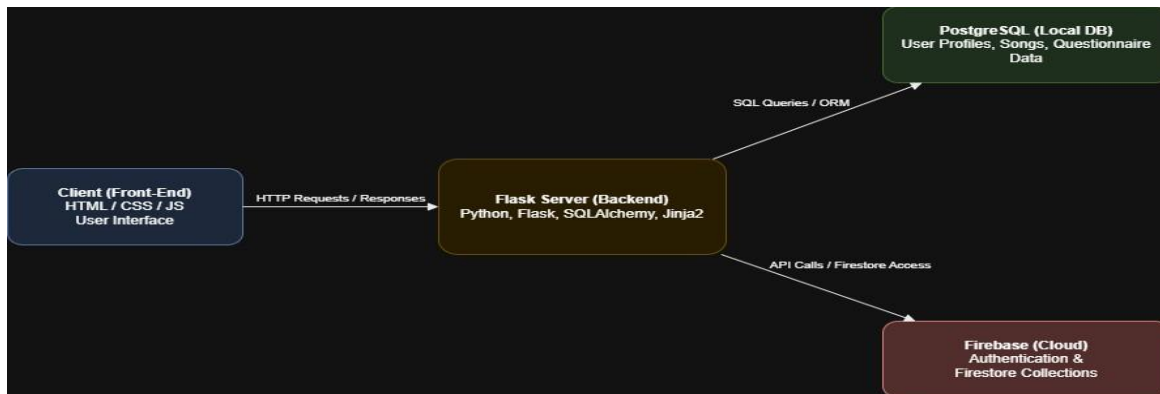 PostgreSQL (Local DB)
User Profiles, Songs, Questionnaire
Data
SQL Queries / ORM
Client (Front-End)
HTML / CSS / JS
User Interface
HTTP Requests / Responses
Flask Server (Backend)
Python, Flask, SQLAlchemy, Jinja2
API Calls / Firestore Access
Firebase (Cloud)
Authentication &
Firestore Collections